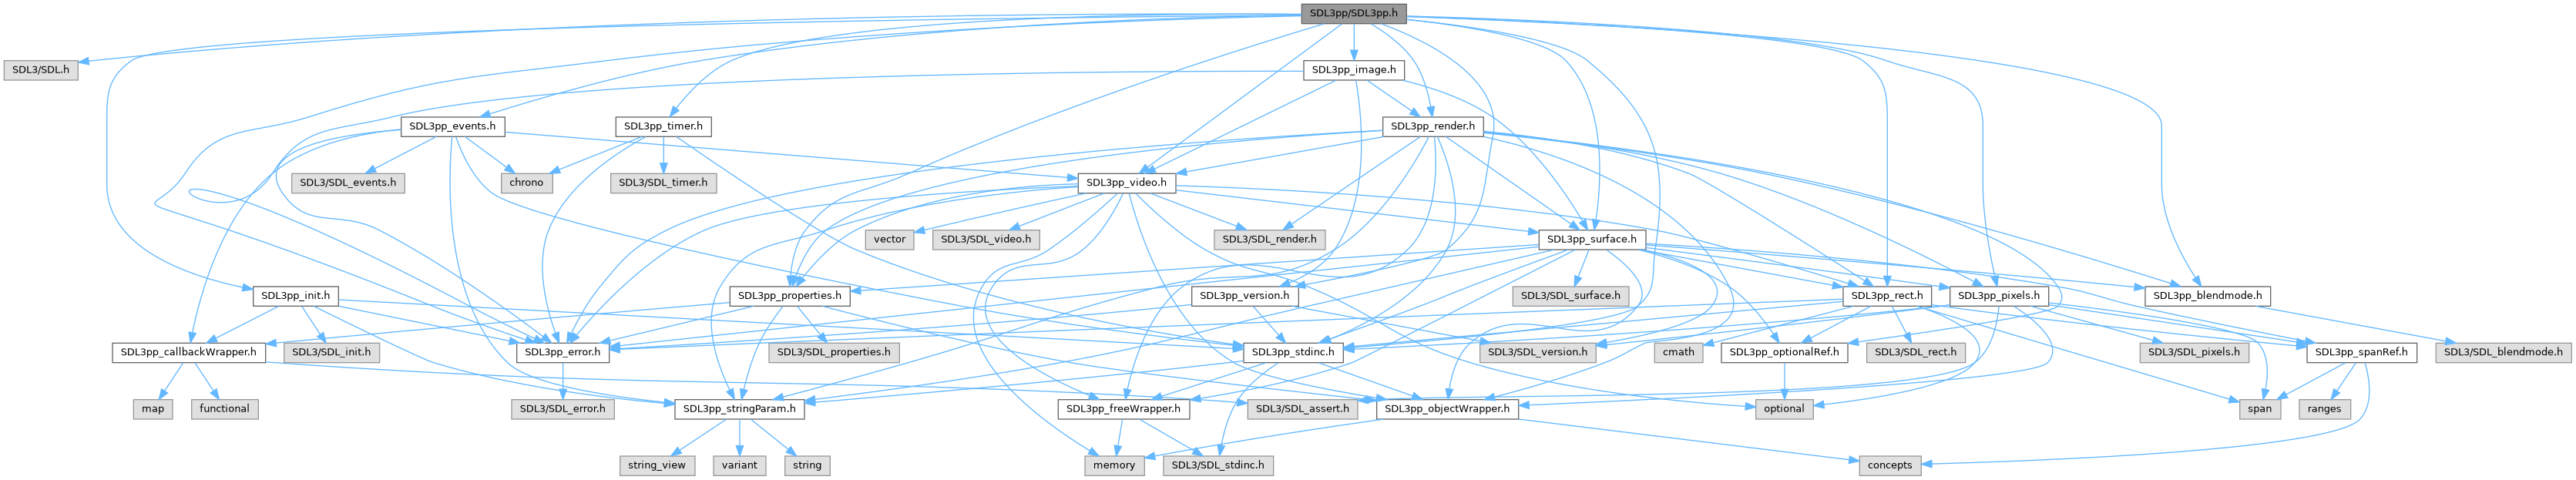 SDL3pp/SDL3pp.h
SDL3/SDL.h
SDL3pp_image.h
SDL3pp_events.h
SDL3pp_timer.h
SDL3pp_render.h
SDL3/SDL_events.h
chrono
SDL3/SDL_timer.h
SDL3pp_video.h
vector
SDL3/SDL_video.h
SDL3/SDL_render.h
SDL3pp_surface.h
SDL3pp_init.h
SDL3pp_properties.h
SDL3pp_version.h
SDL3/SDL_surface.h
SDL3pp_rect.h
SDL3pp_pixels.h
SDL3pp_blendmode.h
SDL3pp_callbackWrapper.h
SDL3/SDL_init.h
SDL3pp_error.h
SDL3/SDL_properties.h
SDL3pp_stdinc.h
SDL3/SDL_version.h
cmath
SDL3pp_optionalRef.h
SDL3/SDL_rect.h
SDL3/SDL_pixels.h
SDL3pp_spanRef.h
SDL3/SDL_blendmode.h
map
functional
SDL3/SDL_error.h
SDL3pp_stringParam.h
SDL3pp_freeWrapper.h
SDL3/SDL_assert.h
SDL3pp_objectWrapper.h
optional
span
ranges
string_view
variant
string
memory
SDL3/SDL_stdinc.h
concepts